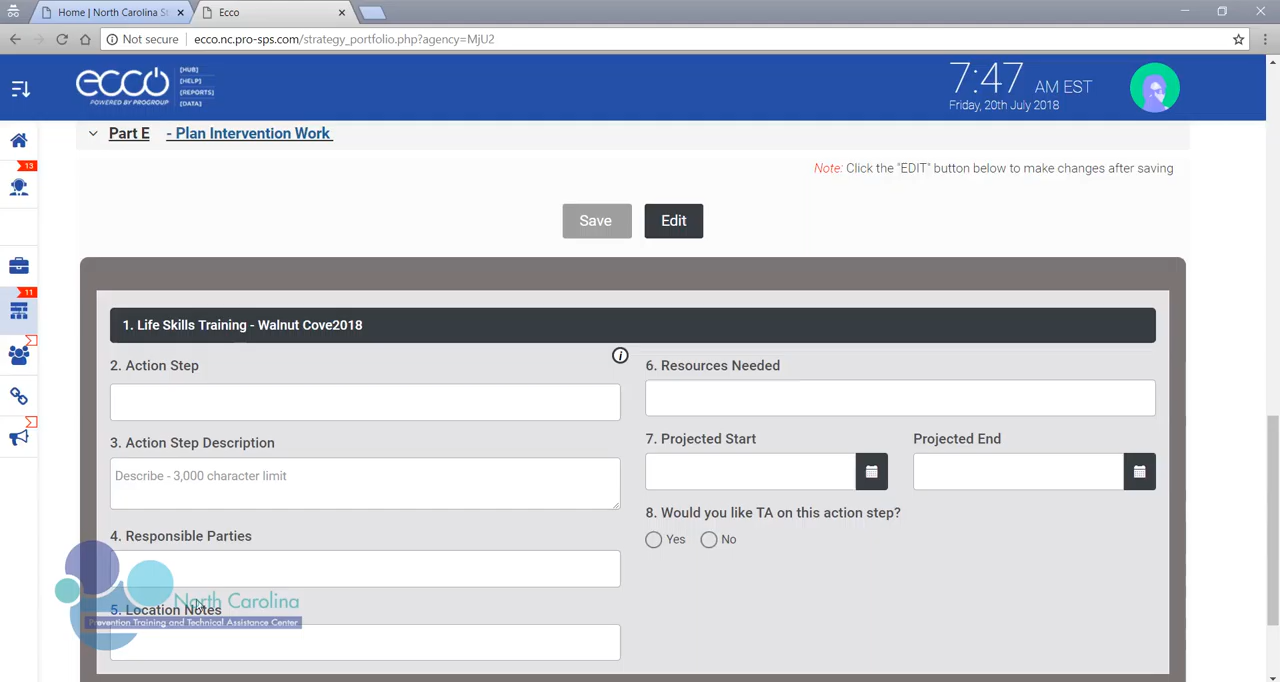 Home | North Carolina St
Ecco
Not secure | ecco.nc.pro-sps.com/strategy_portfolio.php?agency=MjU2
ecco
POWERED BY PROGROUP
[HUB]
[HELP]
[REPORTS]
[DATA]
7:47 AM EST
Friday, 20th July 2018
13
11
Part E - Plan Intervention Work
Note: Click the "EDIT" button below to make changes after saving
Save
Edit
1. Life Skills Training - Walnut Cove2018
2. Action Step
i
3. Action Step Description
Describe - 3,000 character limit
4. Responsible Parties
5. Location Notes
6. Resources Needed
7. Projected Start
Projected End
8. Would you like TA on this action step?
Yes
No
North Carolina
Prevention Training and Technical Assistance Center